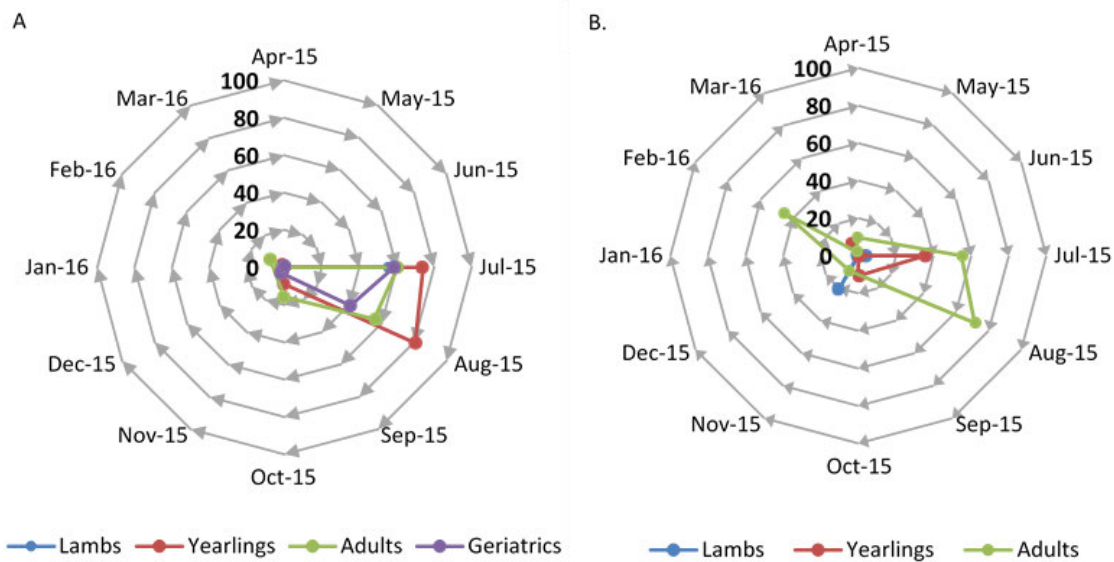 A
Apr-15
100
80
60
40
20
0
May-15
Jun-15
Jul-15
Aug-15
Sep-15
Oct-15
Nov-15
Dec-15
Jan-16
Feb-16
Mar-16
Lambs Yearlings Adults Geriatrics
B.
Apr-15
100
80
60
40
20
0
May-15
Jun-15
Jul-15
Aug-15
Sep-15
Oct-15
Nov-15
Dec-15
Jan-16
Feb-16
Mar-16
Lambs Yearlings Adults